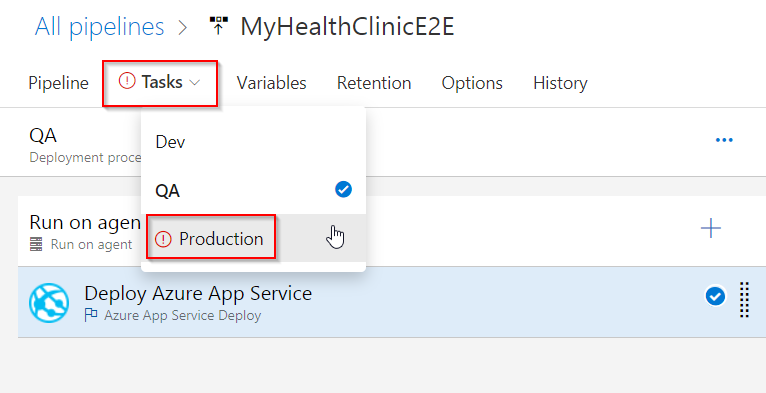 All pipelines > MyHealthClinicE2E
Pipeline Tasks Variables Retention Options History
QA
Deployment proce
Dev
QA
Production
Run on agen
Run on agent
Deploy Azure App Service
Azure App Service Deploy